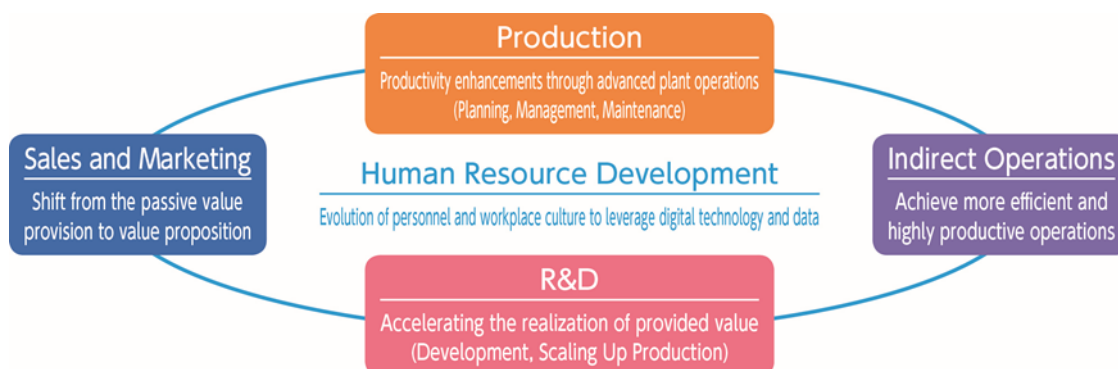 Production
Productivity enhancements through advanced plant operations
(Planning, Management, Maintenance)
Sales and Marketing
Shift from the passive value
provision to value proposition
Human Resource Development
Evolution of personnel and workplace culture to leverage digital technology and data
Indirect Operations
Achieve more efficient and
highly productive operations
R&D
Accelerating the realization of provided value
(Development, Scaling Up Production)